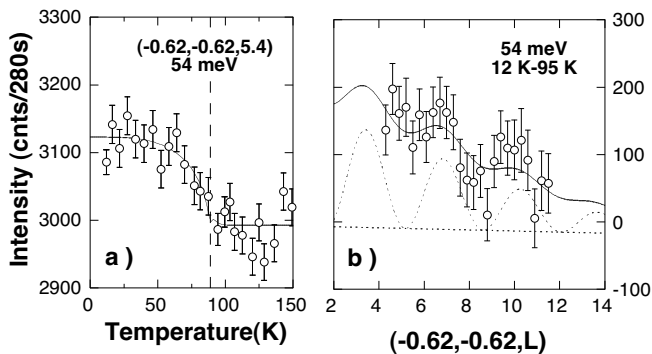 (-0.62,-0.62,5.4)
54 meV
Intensity (cnts/280s)
3300
3200
3100
3000
2900
a )
0
50
100
150
Temperature(K)
54 meV
12 K-95 K
300
200
100
0
-100
b )
2
4
6
8
10
12
14
(-0.62,-0.62,L)